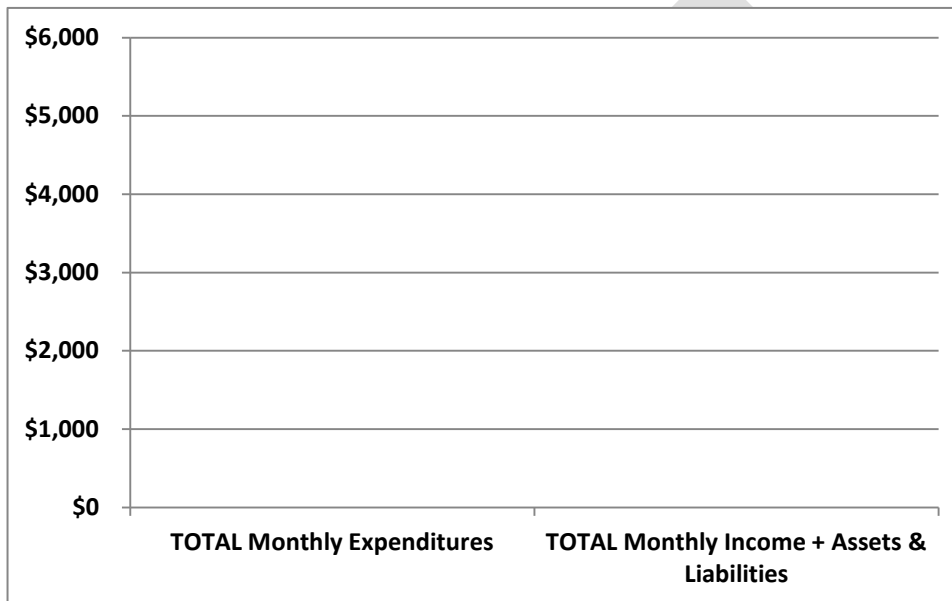 $6,000
$5,000
$4,000
$3,000
$2,000
$1,000
$0
TOTAL Monthly Expenditures
TOTAL Monthly Income + Assets &
Liabilities